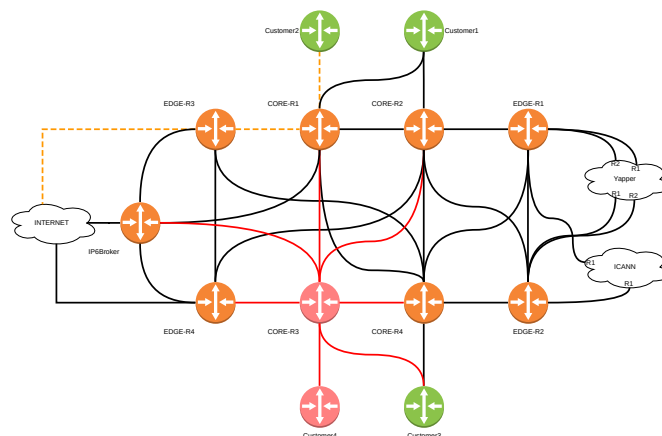 Customer2
Customer1
EDGE-R3
CORE-R1
CORE-R2
EDGE-R1
R2
R1
Yapper
R1
R2
INTERNET
IP6Broker
R1
ICANN
R1
EDGE-R4
CORE-R3
CORE-R4
EDGE-R2
Customer4
Customer3